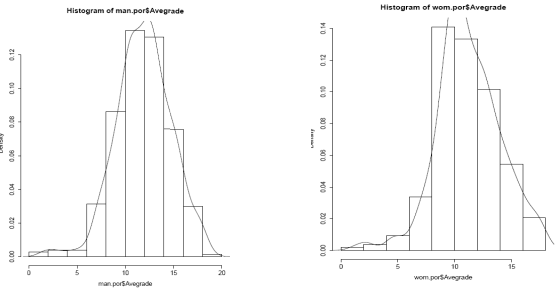 Histogram of man.por$Avegrade
Density
0.00 0.02 0.04 0.06 0.08 0.10 0.12
0 5 10 15 20
man.por$Avegrade
Histogram of wom.por$Avegrade
Density
0.00 0.02 0.04 0.06 0.08 0.10 0.12 0.14
0 5 10 15
wom.por$Avegrade